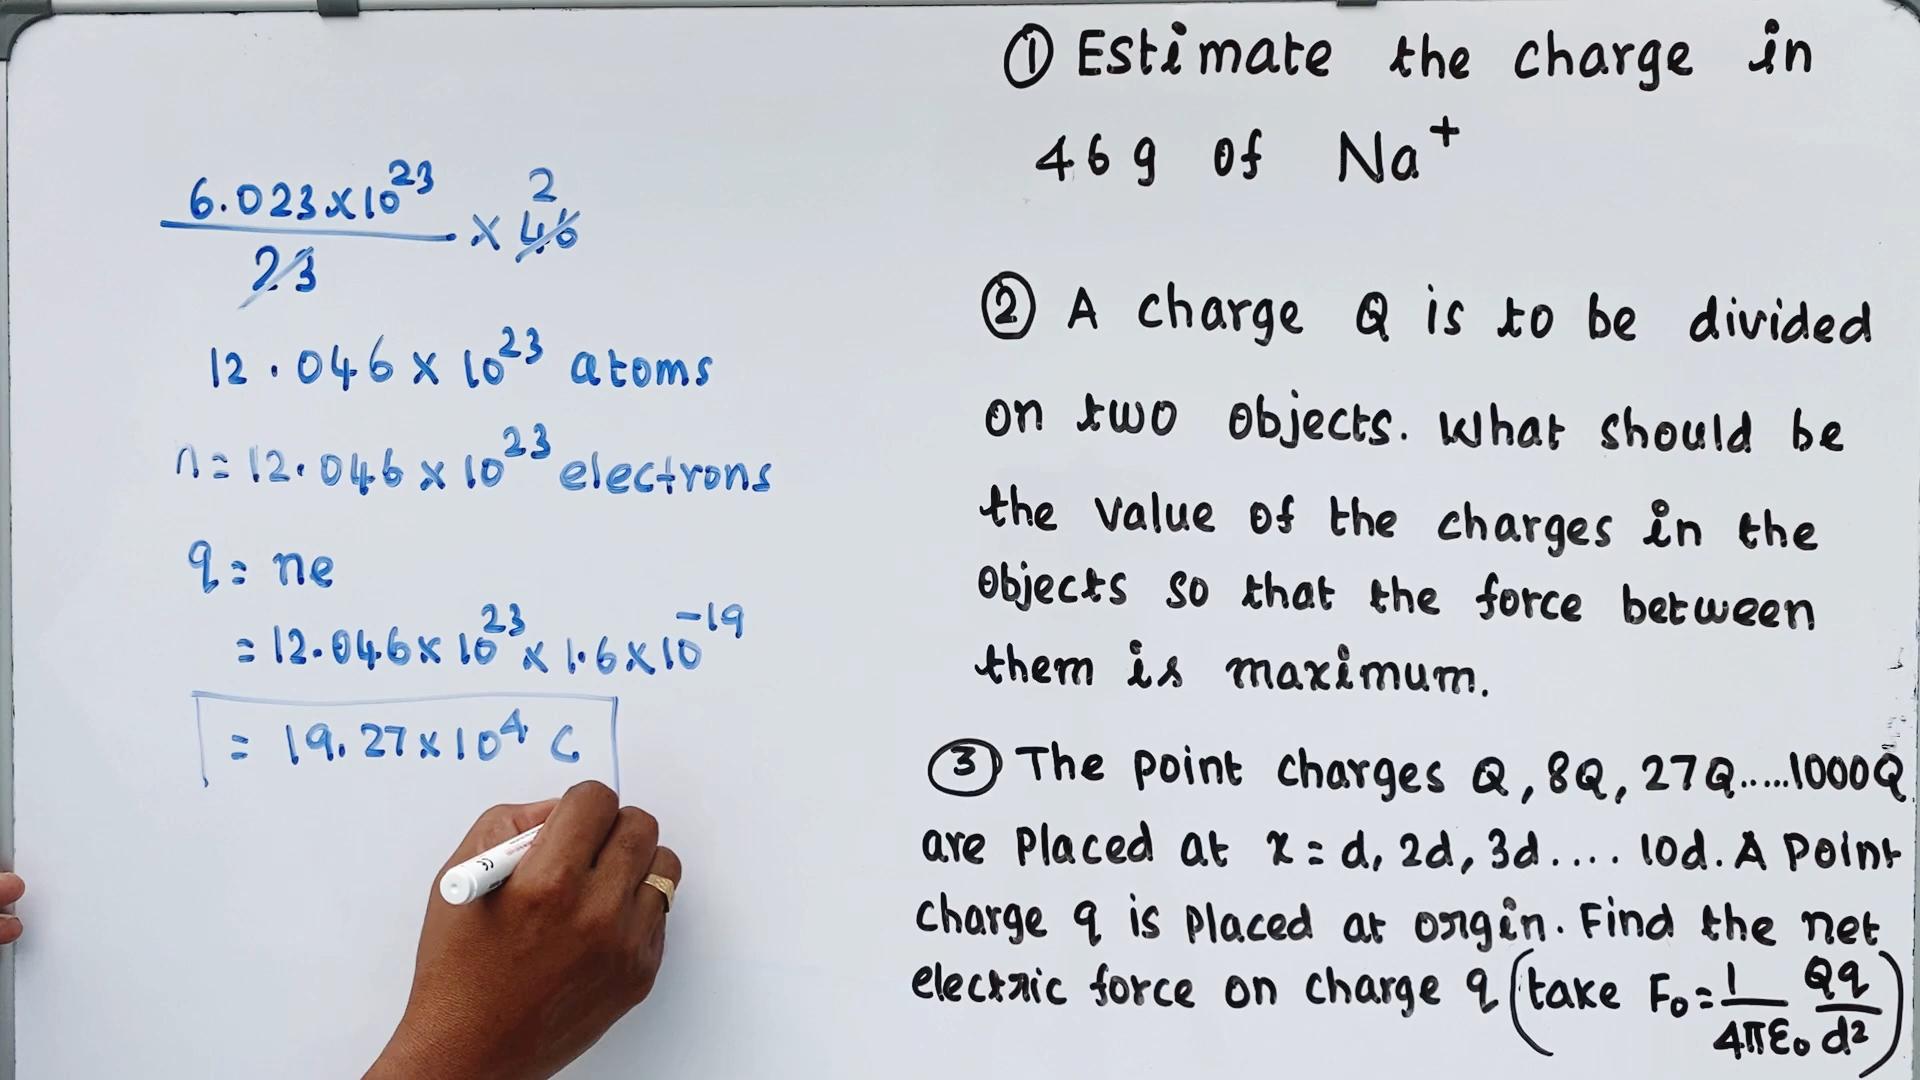 6.023×10²³ / 23 × 46 2
12.046 × 10²³ atoms
n = 12.046 × 10²³ electrons
q = ne
= 12.046 × 10²³ × 1.6 × 10⁻¹⁹
= 19.27 × 10⁴ C
① Estimate the charge in
46 g of Na⁺
② A charge Q is to be divided
on two objects. What should be
the value of the charges in the
objects so that the force between
them is maximum.
③ The point charges Q, 8Q, 27Q.....1000Q
are placed at x = d, 2d, 3d.... 10d. A point
charge q is placed at orgin. Find the net
electric force on charge q (take F₀ = 1/4πε₀ Qq/d²)